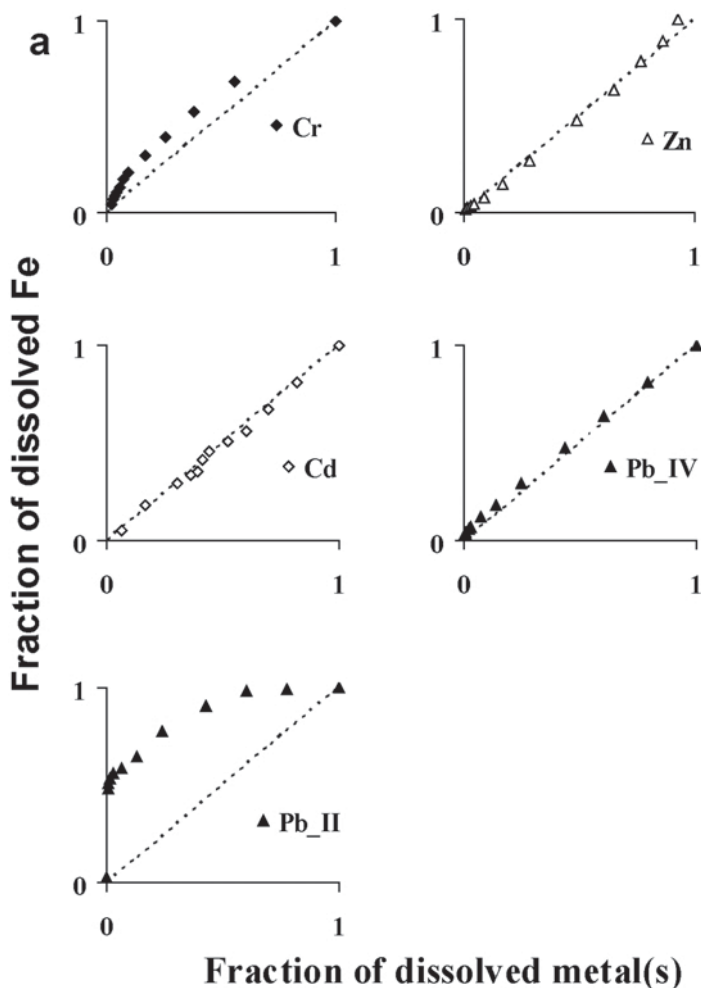 a
Fraction of dissolved Fe
1
0
0
1
Cr
1
0
0
1
Zn
1
0
0
1
Cd
1
0
0
1
Pb_IV
1
0
0
1
Pb_II
Fraction of dissolved metal(s)